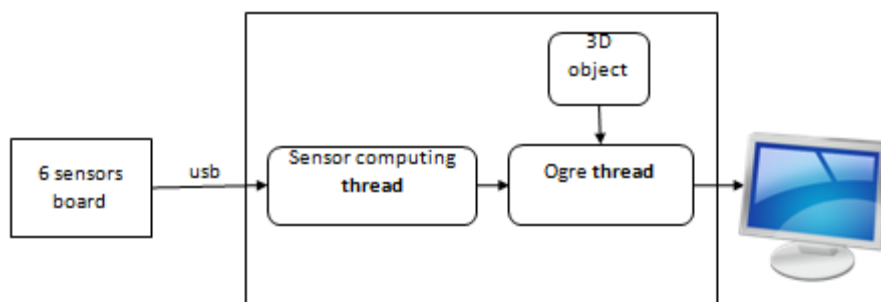 3D
object
6 sensors
board
usb
Sensor computing
thread
Ogre thread